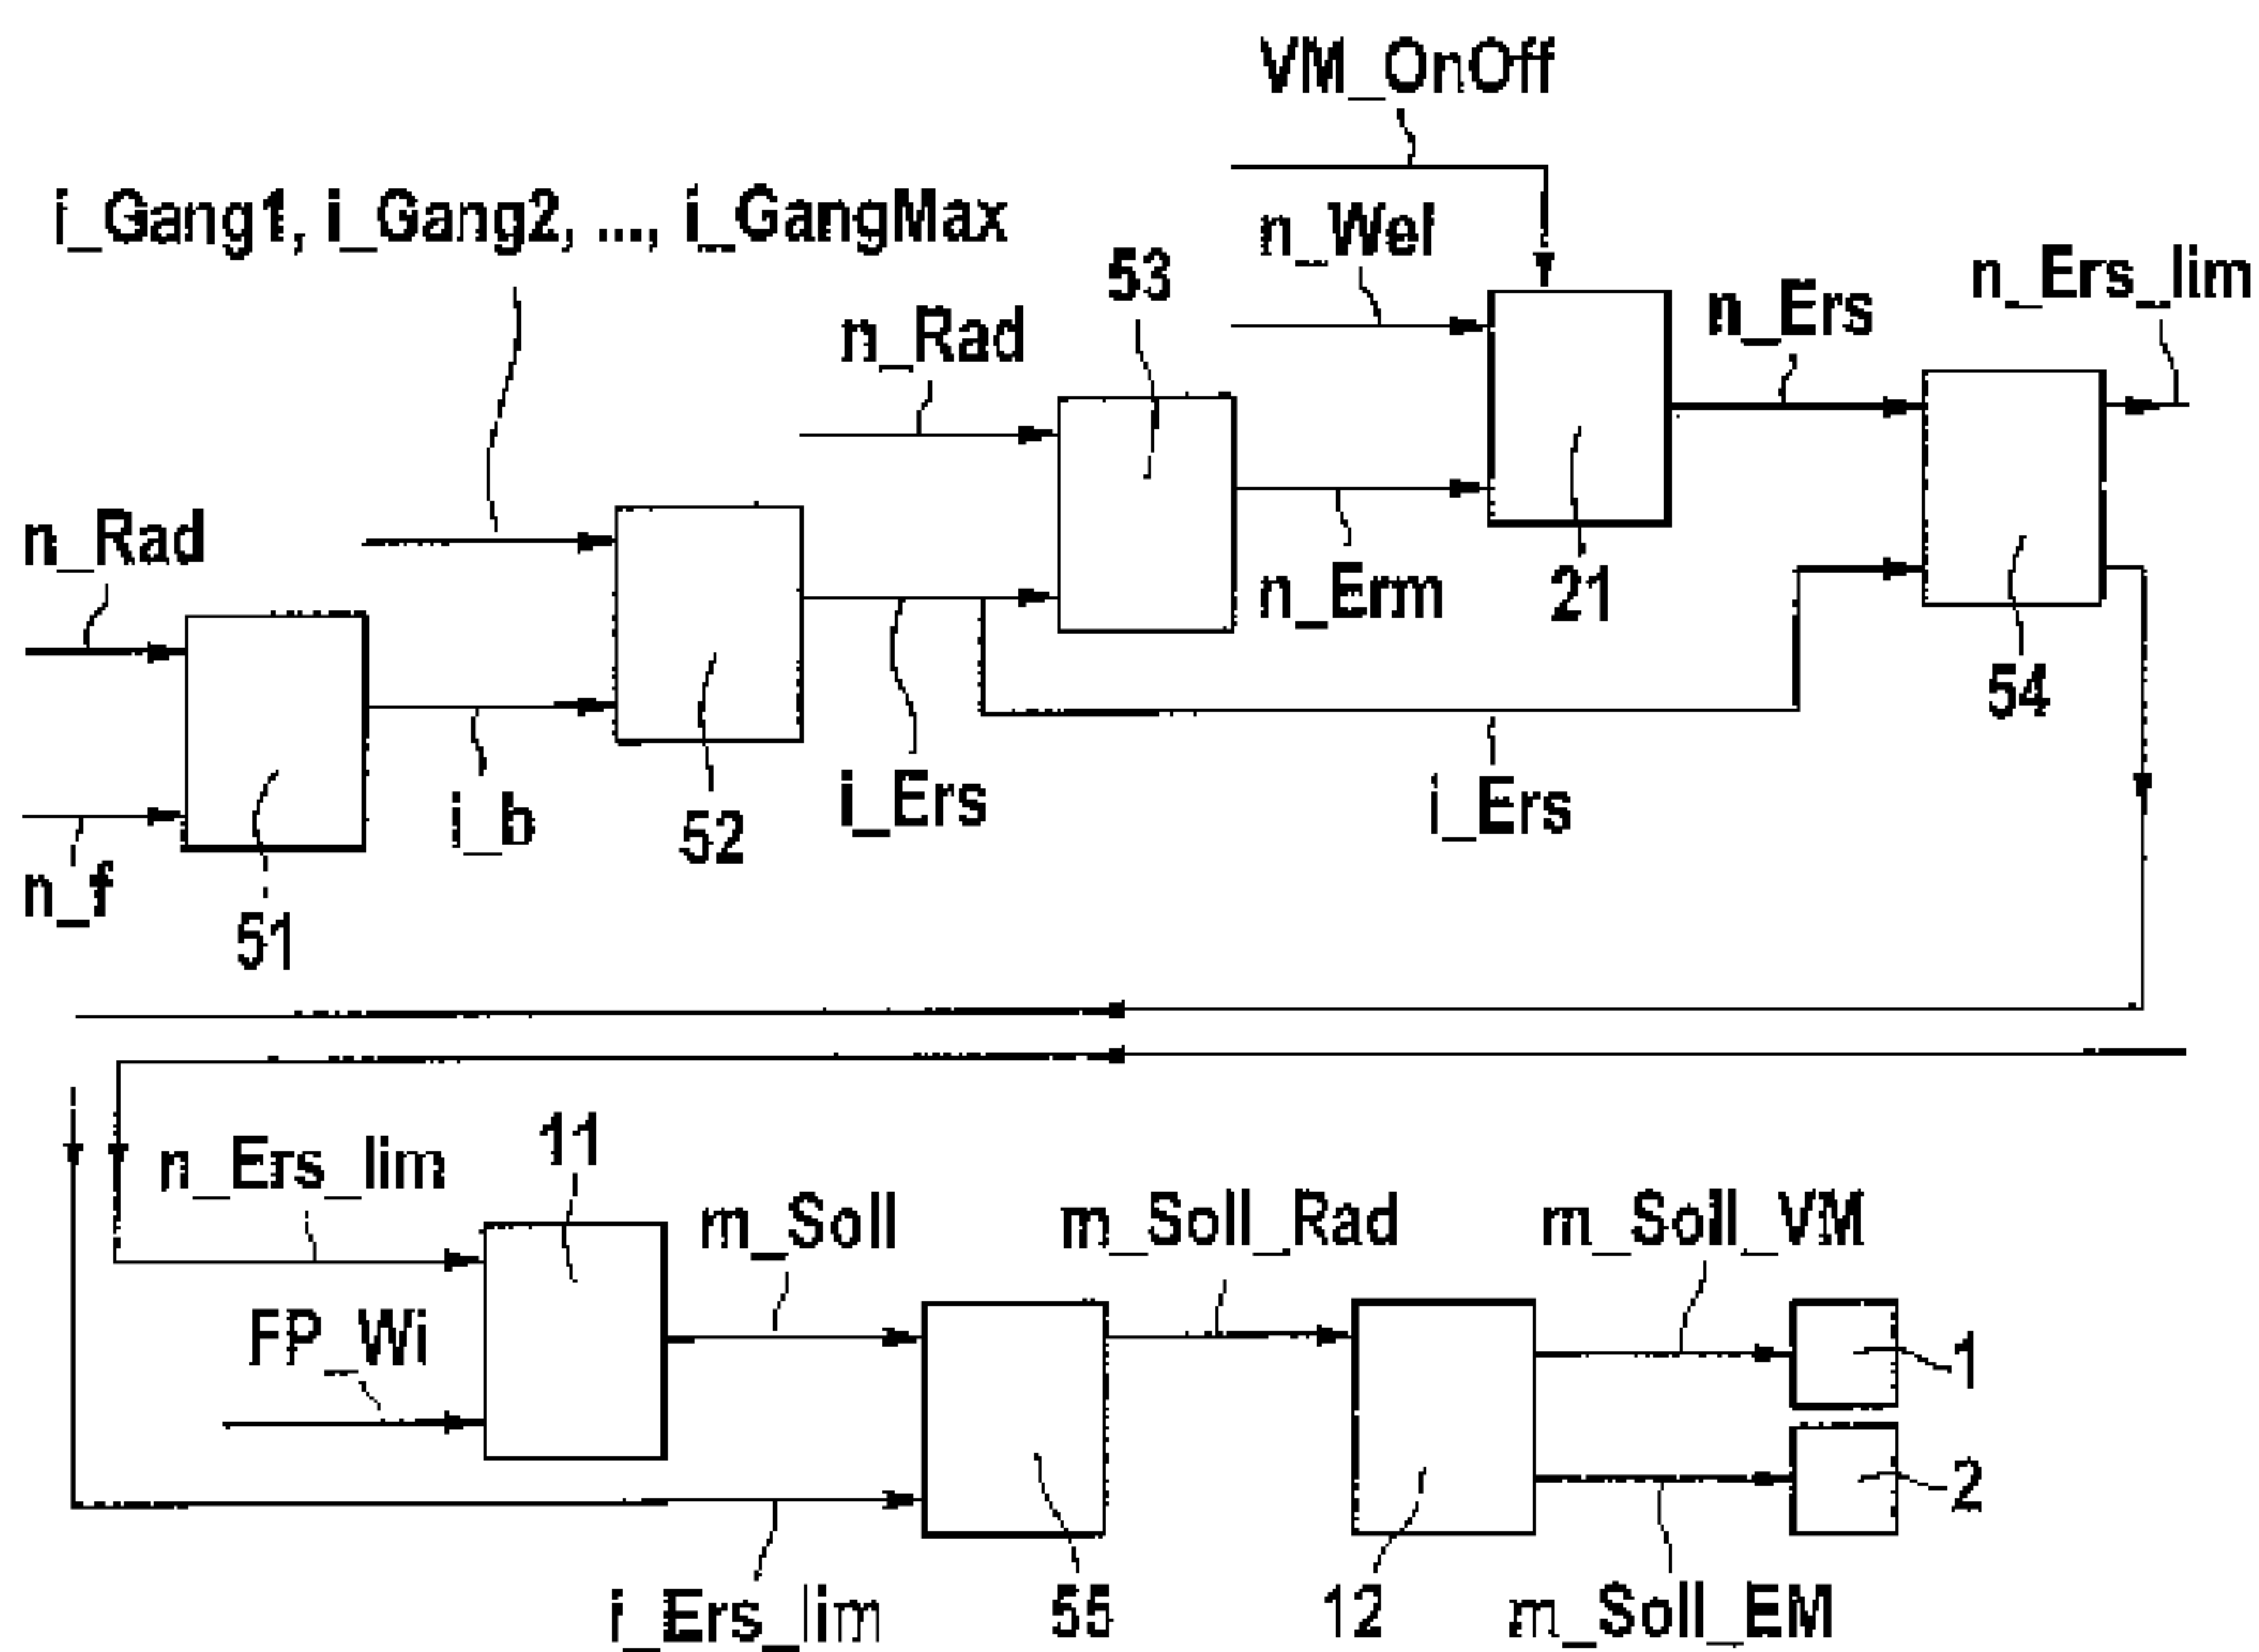 VM_OnOff
i_Gang1, i_Gang2, ..., i_GangMax
n_Wel
53
n_Ers_lim
n_Ers
n_Rad
n_Rad
n_Erm
21
54
i_b
52
i_Ers
i_Ers
n_f
51
n_Ers_lim
11
m_Soll
m_Soll_Rad
m_Soll_VM
FP_Wi
1
2
i_Ers_lim
55
12
m_Soll_EM